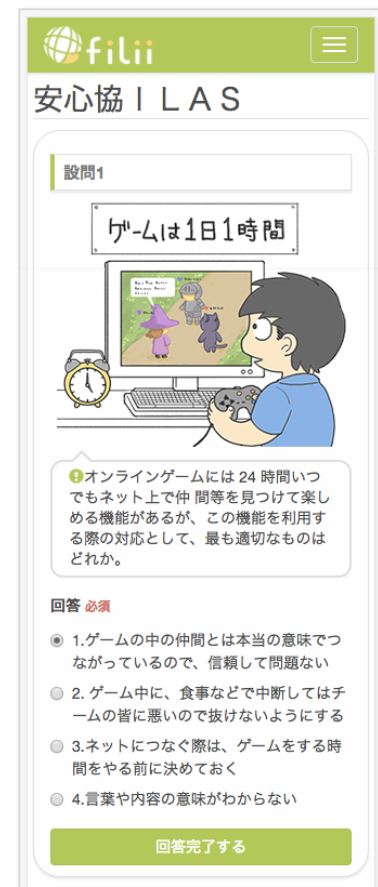 filii
安心協ＩＬＡＳ
設問1
ゲームは1日1時間
オンラインゲームには 24 時間いつ
でもネット上で仲 間等を見つけて楽し
める機能があるが、この機能を利用す
る際の対応として、最も適切なものは
どれか。
回答 必須
1.ゲームの中の仲間とは本当の意味でつ
ながっているので、信頼して問題ない
2. ゲーム中に、食事などで中断してはチ
ームの皆に悪いので抜けないようにする
3.ネットにつなぐ際は、ゲームをする時
間をやる前に決めておく
4.言葉や内容の意味がわからない
回答完了する